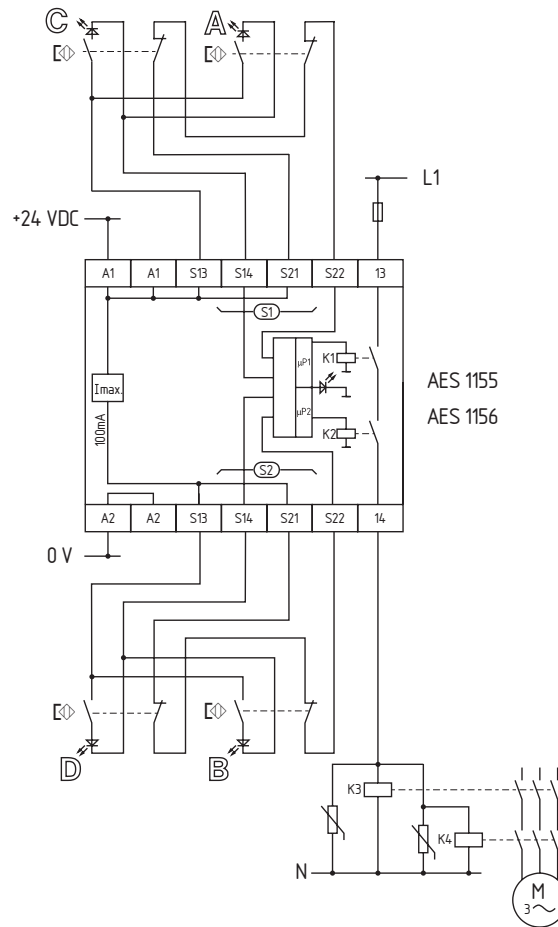 C A
L1
+24 VDC
A1 A1 S13 S14 S21 S22 13
S1
µP1 K1
Imax.
100mA
AES 1155
AES 1156
µP2 K2
S2
A2 A2 S13 S14 S21 S22 14
0 V
D B
K3
K4
N
M
3